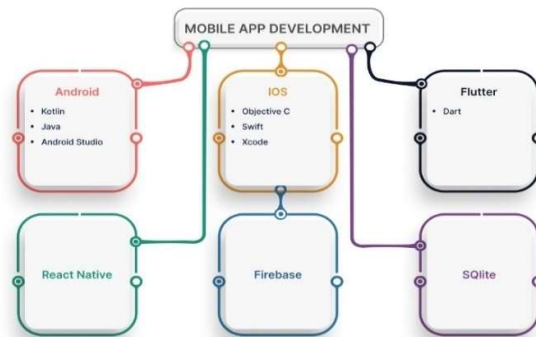 MOBILE APP DEVELOPMENT
Android
• Kotlin
• Java
• Android Studio
IOS
• Objective C
• Swift
• Xcode
Flutter
• Dart
React Native
Firebase
SQlite